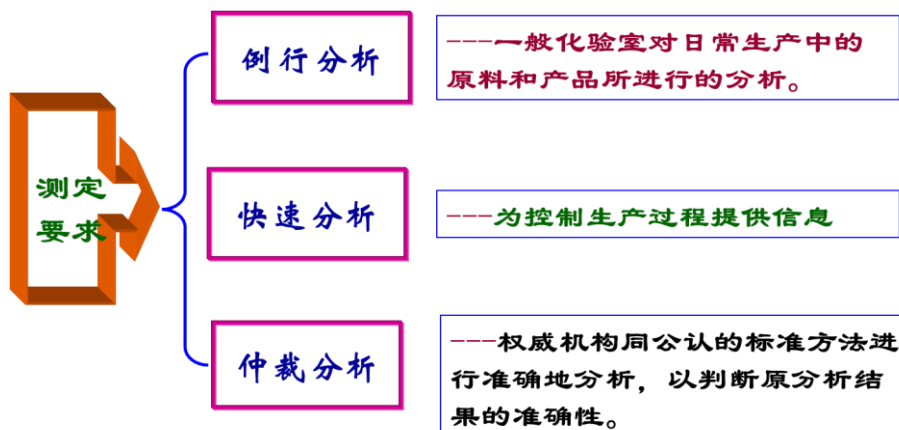 测定
要求
例行分析
---一般化验室对日常生产中的
原料和产品所进行的分析。
快速分析
---为控制生产过程提供信息
仲裁分析
---权威机构同公认的标准方法进
行准确地分析，以判断原分析结
果的准确性。